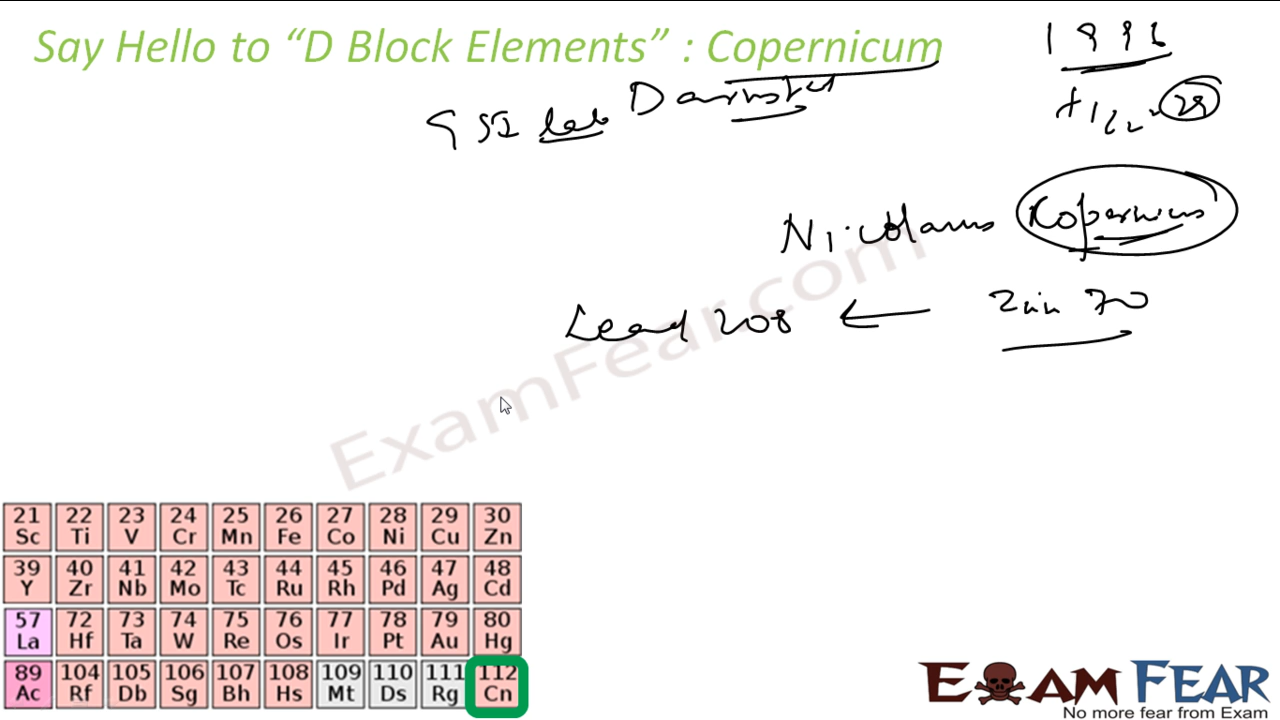 Say Hello to “D Block Elements” : Copernicum
1996
GSI lab
Nicolaus Kopernicus
Lead 208 ← Zin 70
ExamFear.com
21 22 23 24 25 26 27 28 29 30
Sc Ti V Cr Mn Fe Co Ni Cu Zn
39 40 41 42 43 44 45 46 47 48
Y Zr Nb Mo Tc Ru Rh Pd Ag Cd
57 72 73 74 75 76 77 78 79 80
La Hf Ta W Re Os Ir Pt Au Hg
89 104 105 106 107 108 109 110 111 112
Ac Rf Db Sg Bh Hs Mt Ds Rg Cn
EXAM FEAR
No more fear from Exam